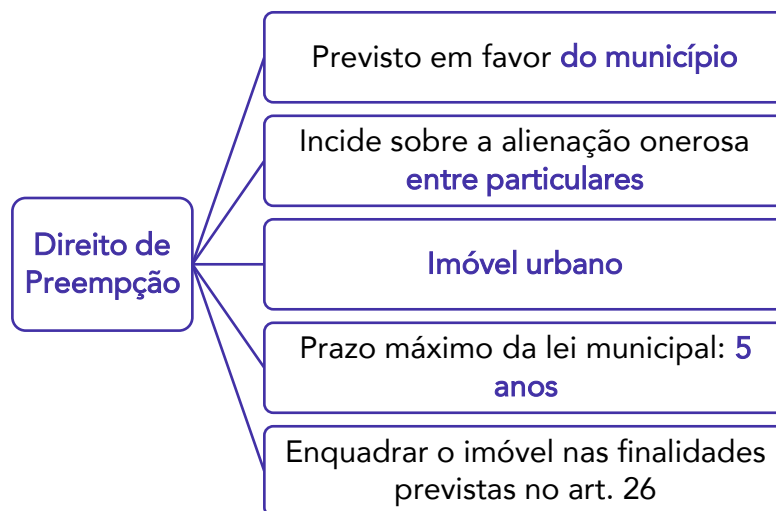 Direito de
Preempção
Previsto em favor do município
Incide sobre a alienação onerosa
entre particulares
Imóvel urbano
Prazo máximo da lei municipal: 5
anos
Enquadrar o imóvel nas finalidades
previstas no art. 26